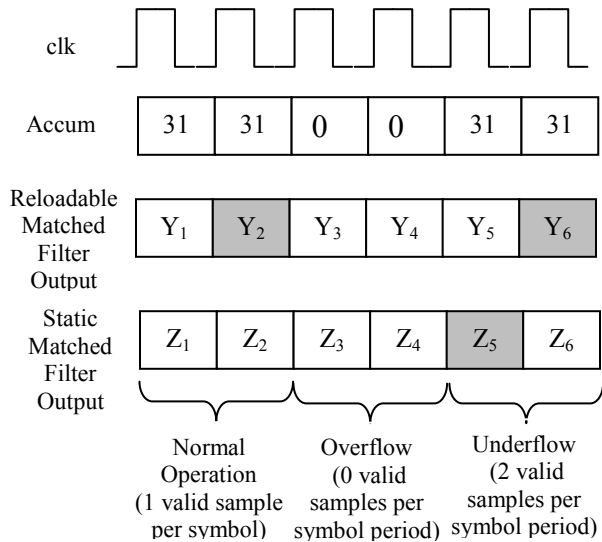 clk
Accum 31 31 0 0 31 31
Reloadable
Matched
Filter
Output
Y₁ Y₂ Y₃ Y₄ Y₅ Y₆
Static
Matched
Filter
Output
Z₁ Z₂ Z₃ Z₄ Z₅ Z₆
Normal
Operation
(1 valid sample
per symbol)
Overflow
(0 valid
samples per
symbol period)
Underflow
(2 valid
samples per
symbol period)